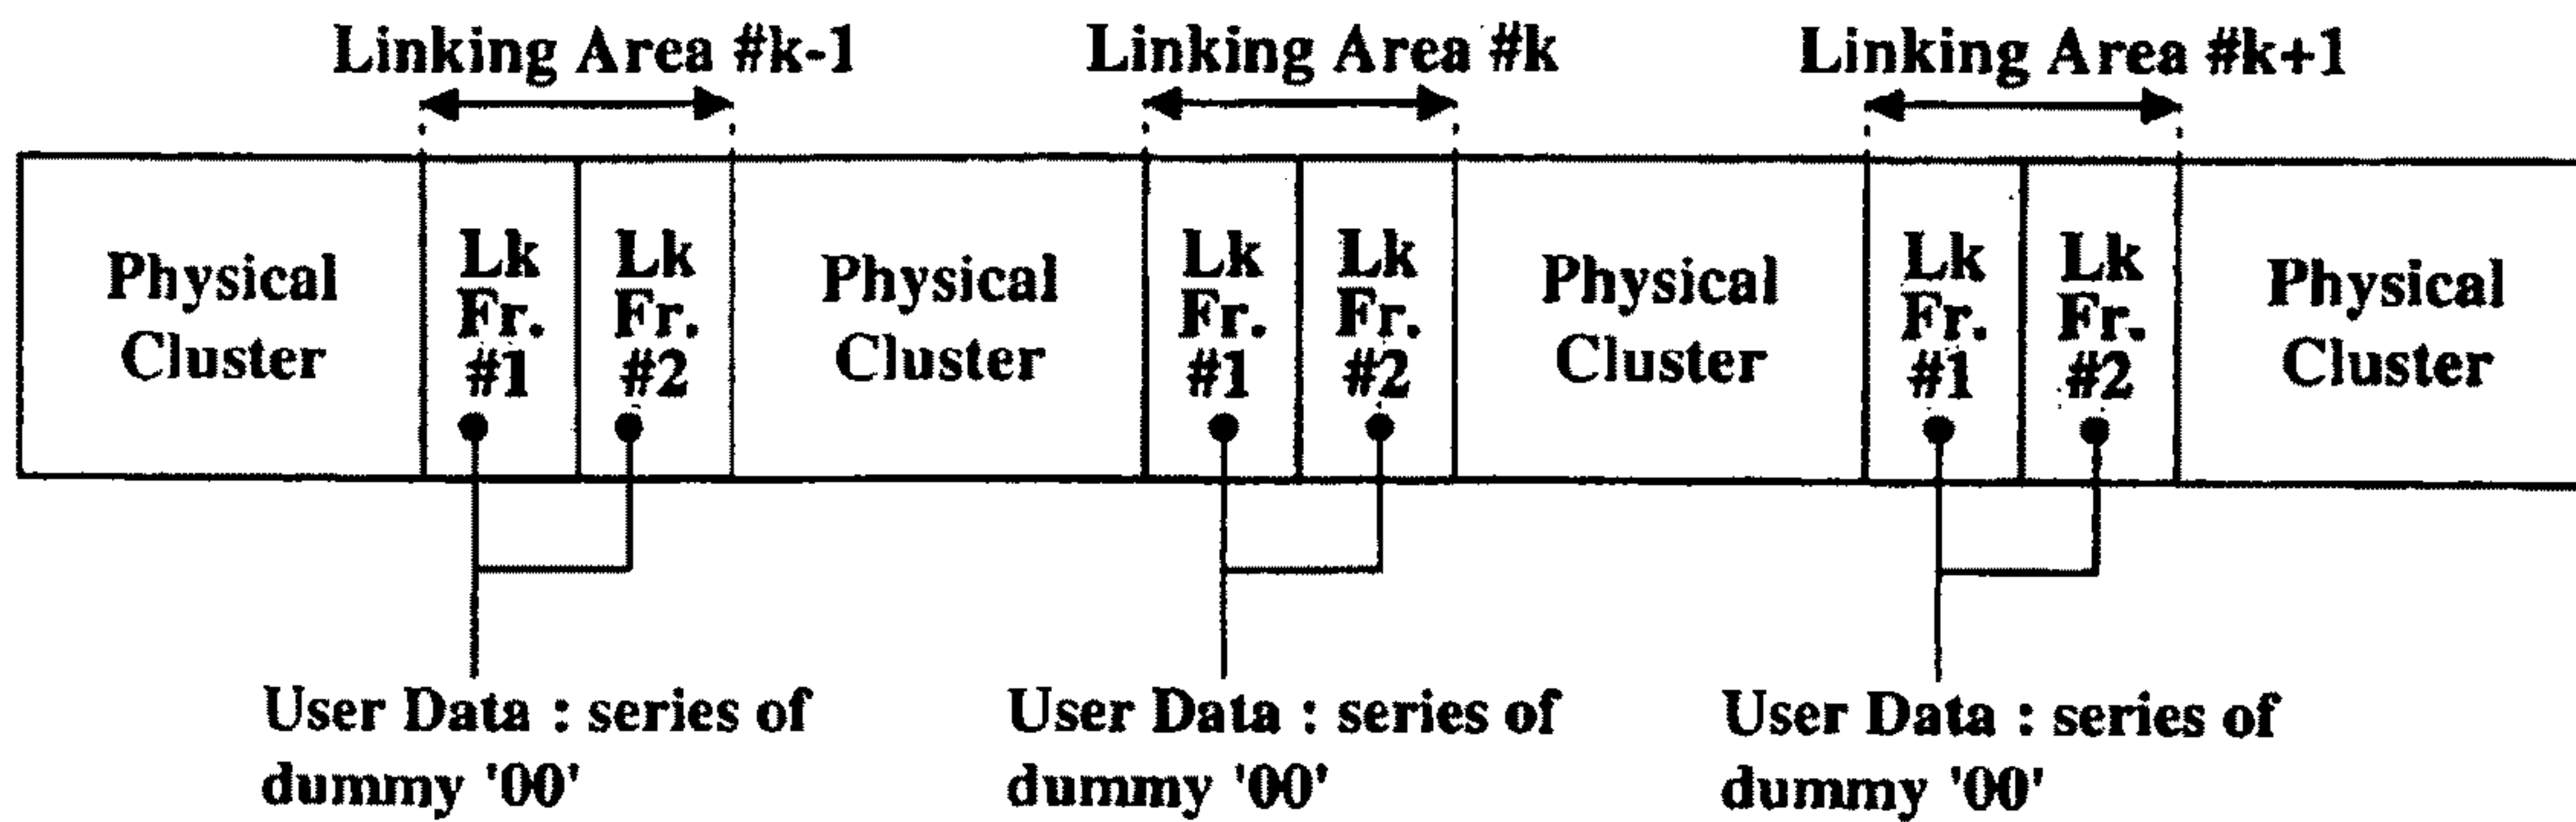 Linking Area #k-1
Linking Area #k
Linking Area #k+1
Physical
Cluster
Lk
Fr.
#1
Lk
Fr.
#2
Physical
Cluster
Lk
Fr.
#1
Lk
Fr.
#2
Physical
Cluster
Lk
Fr.
#1
Lk
Fr.
#2
Physical
Cluster
User Data : series of
dummy '00'
User Data : series of
dummy '00'
User Data : series of
dummy '00'